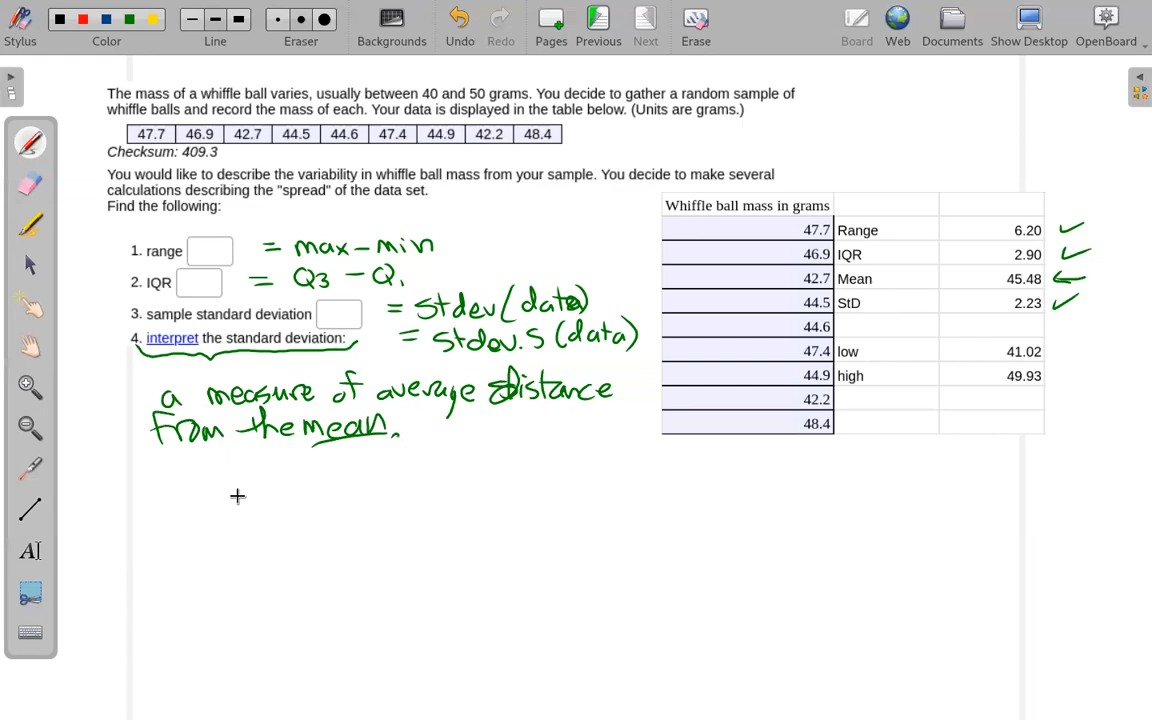 Stylus
Color
Line
Eraser
Backgrounds
Undo
Redo
Pages
Previous
Next
Erase
Board
Web
Documents
Show Desktop
OpenBoard
The mass of a whiffle ball varies, usually between 40 and 50 grams. You decide to gather a random sample of
whiffle balls and record the mass of each. Your data is displayed in the table below. (Units are grams.)
47.7 46.9 42.7 44.5 44.6 47.4 44.9 42.2 48.4
Checksum: 409.3
You would like to describe the variability in whiffle ball mass from your sample. You decide to make several
calculations describing the "spread" of the data set.
Find the following:
1. range = max - min
2. IQR = Q3 - Q1
3. sample standard deviation = stdev(data)
= stdev.s(data)
4. interpret the standard deviation:
a measure of average distance
from the mean.
Whiffle ball mass in grams
47.7 Range 6.20 ✓
46.9 IQR 2.90 ✓
42.7 Mean 45.48 ←
44.5 StD 2.23 ✓
44.6
47.4 low 41.02
44.9 high 49.93
42.2
48.4
A